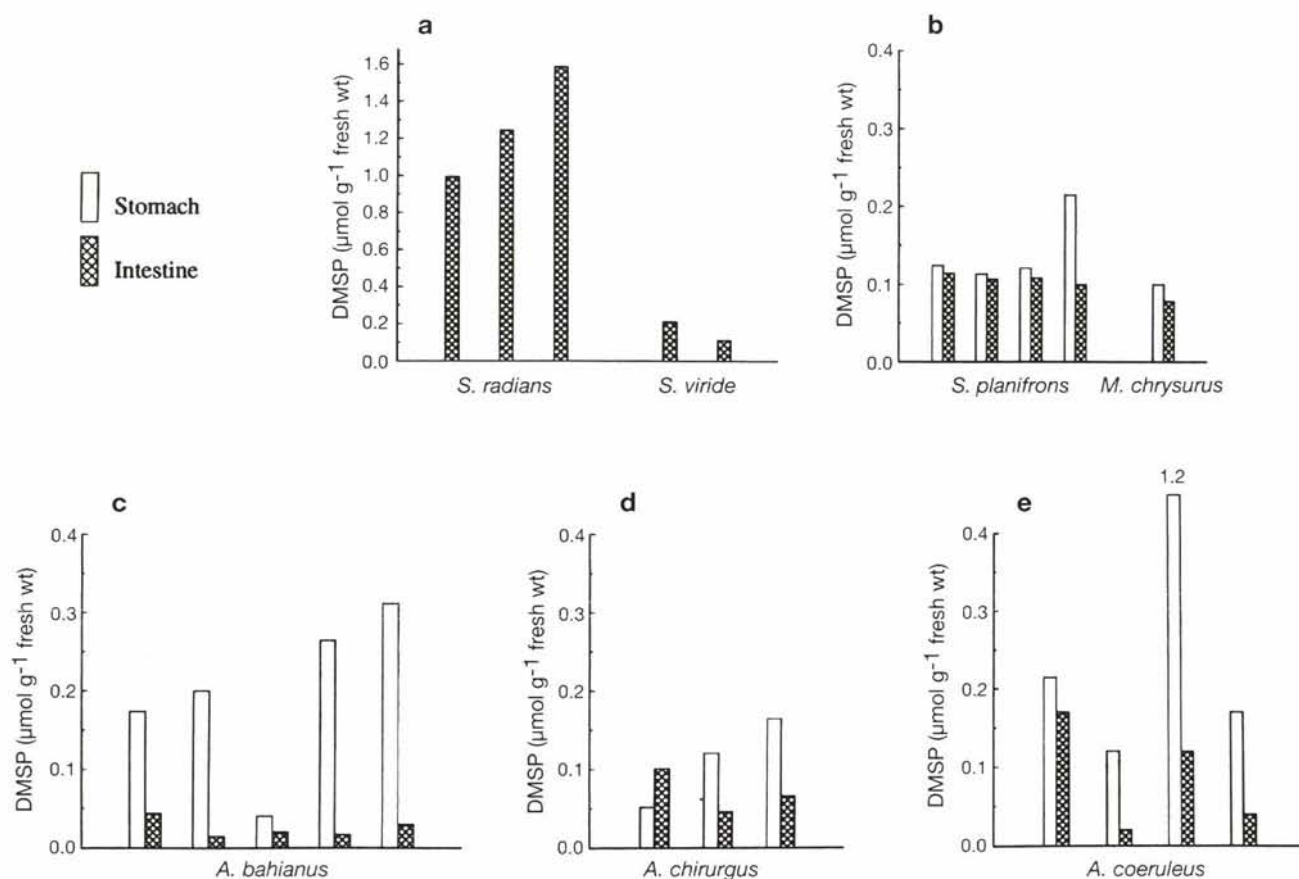 a
DMSP (µmol g⁻¹ fresh wt)
1.6
1.4
1.2
1.0
0.8
0.6
0.4
0.2
0.0
S. radians
S. viride
b
DMSP (µmol g⁻¹ fresh wt)
0.4
0.3
0.2
0.1
0.0
S. planifrons
M. chrysurus
Stomach
Intestine
c
DMSP (µmol g⁻¹ fresh wt)
0.4
0.3
0.2
0.1
0.0
A. bahianus
d
DMSP (µmol g⁻¹ fresh wt)
0.4
0.3
0.2
0.1
0.0
A. chirurgus
e
1.2
DMSP (µmol g⁻¹ fresh wt)
0.4
0.3
0.2
0.1
0.0
A. coeruleus